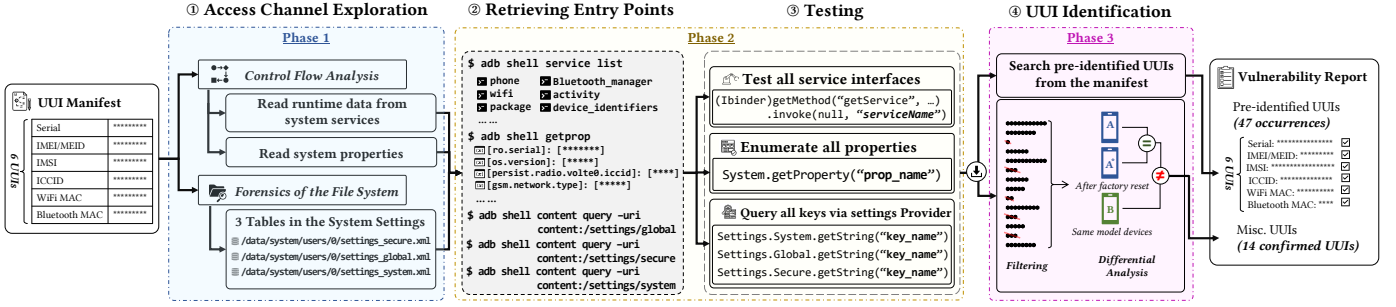 ① Access Channel Exploration
② Retrieving Entry Points
③ Testing
④ UUI Identification
Phase 1
Phase 2
Phase 3
UUI Manifest
6 UUIs
Serial *********
IMEI/MEID *********
IMSI *********
ICCID *********
WiFi MAC *********
Bluetooth MAC *********
Control Flow Analysis
Read runtime data from
system services
Read system properties
Forensics of the File System
3 Tables in the System Settings
/data/system/users/0/settings_secure.xml
/data/system/users/0/settings_global.xml
/data/system/users/0/settings_system.xml
$ adb shell service list
phone Bluetooth_manager
wifi activity
package device_identifiers
... ...
$ adb shell getprop
[ro.serial]: [*******]
[os.version]: [*****]
[persist.radio.volte0.iccid]: [****]
[gsm.network.type]: [*****]
... ...
$ adb shell content query –uri
content:/settings/global
$ adb shell content query –uri
content:/settings/secure
$ adb shell content query –uri
content:/settings/system
Test all service interfaces
(Ibinder)getMethod("getService", …)
.invoke(null, “serviceName”)
Enumerate all properties
System.getProperty(“prop_name”)
Query all keys via settings Provider
Settings.System.getString(“key_name”)
Settings.Global.getString(“key_name”)
Settings.Secure.getString(“key_name”)
Search pre-identified UUIs
from the manifest
A
A*
After factory reset
B
Same model devices
=
≠
Filtering
Differential
Analysis
Vulnerability Report
Pre-identified UUIs
(47 occurrences)
6 UUIs
Serial: ************
IMEI/MEID: **********
IMSI: **************
ICCID: ************
WiFi MAC: **********
Bluetooth MAC: ****
Misc. UUIs
(14 confirmed UUIs)